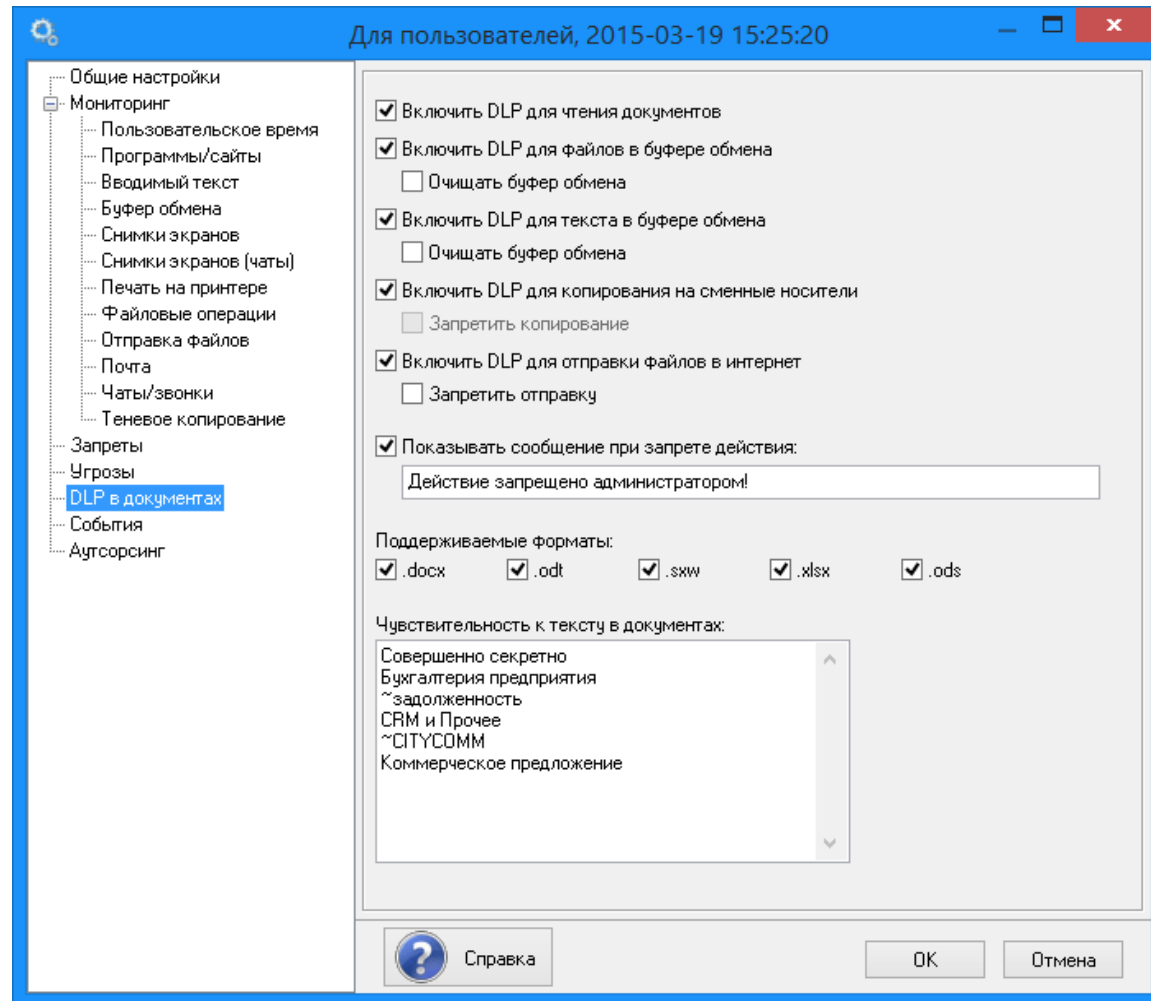 Для пользователей, 2015-03-19 15:25:20
Общие настройки
Мониторинг
Пользовательское время
Программы/сайты
Вводимый текст
Буфер обмена
Снимки экранов
Снимки экранов (чаты)
Печать на принтере
Файловые операции
Отправка файлов
Почта
Чаты/звонки
Теневое копирование
Запреты
Угрозы
DLP в документах
События
Аутсорсинг
Включить DLP для чтения документов
Включить DLP для файлов в буфере обмена
Очищать буфер обмена
Включить DLP для текста в буфере обмена
Очищать буфер обмена
Включить DLP для копирования на сменные носители
Запретить копирование
Включить DLP для отправки файлов в интернет
Запретить отправку
Показывать сообщение при запрете действия:
Действие запрещено администратором!
Поддерживаемые форматы:
.docx .odt .sxw .xlsx .ods
Чувствительность к тексту в документах:
Совершенно секретно
Бухгалтерия предприятия
~задолженность
CRM и Прочее
~CITYCOMM
Коммерческое предложение
Справка OK Отмена